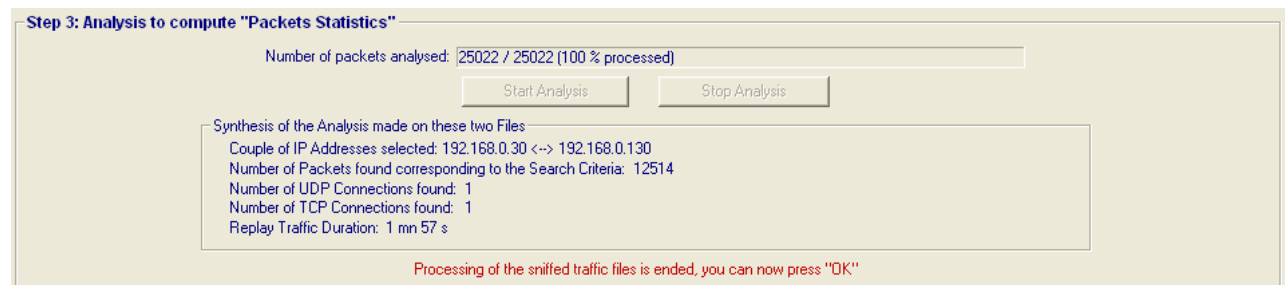 Step 3: Analysis to compute "Packets Statistics"
Number of packets analysed: 25022 / 25022 (100 % processed)
Start Analysis Stop Analysis
Synthesis of the Analysis made on these two Files
Couple of IP Addresses selected: 192.168.0.30 <--> 192.168.0.130
Number of Packets found corresponding to the Search Criteria: 12514
Number of UDP Connections found: 1
Number of TCP Connections found: 1
Replay Traffic Duration: 1 mn 57 s
Processing of the sniffed traffic files is ended, you can now press "OK"